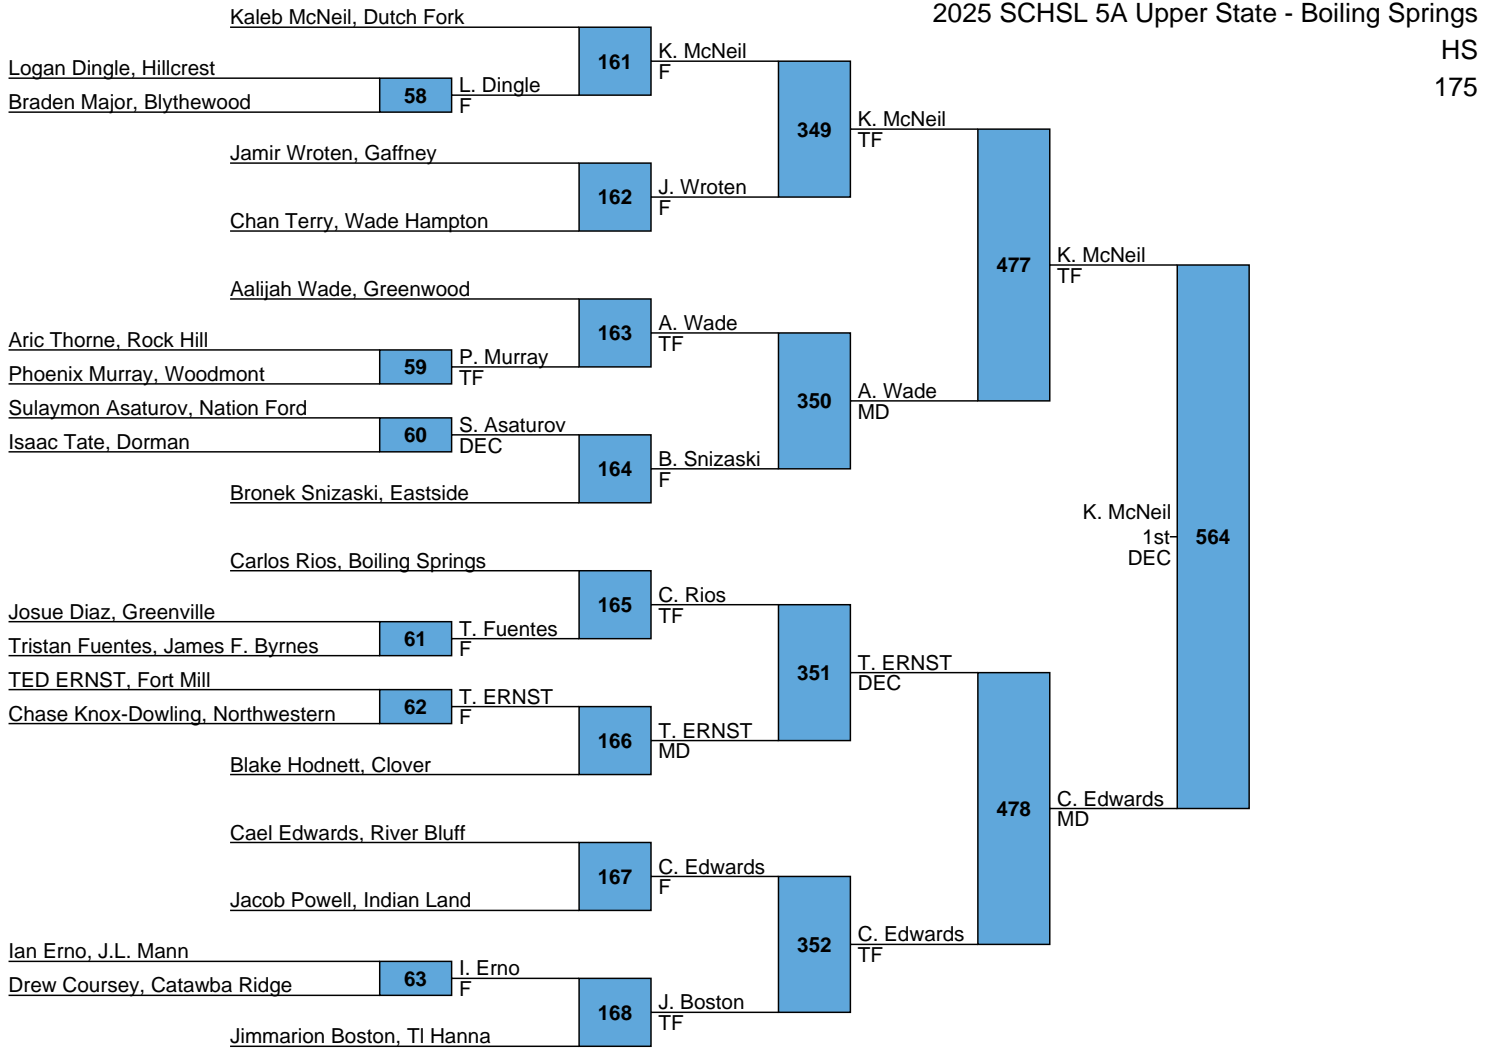 2025 SCHSL 5A Upper State - Boiling Springs
HS
175
Kaleb McNeil, Dutch Fork
Logan Dingle, Hillcrest
Braden Major, Blythewood
58
L. Dingle
F
161
K. McNeil
F
Jamir Wroten, Gaffney
Chan Terry, Wade Hampton
162
J. Wroten
F
349
K. McNeil
TF
Aalijah Wade, Greenwood
Aric Thorne, Rock Hill
Phoenix Murray, Woodmont
59
P. Murray
TF
163
A. Wade
TF
Sulaymon Asaturov, Nation Ford
Isaac Tate, Dorman
60
S. Asaturov
DEC
Bronek Snizaski, Eastside
164
B. Snizaski
F
350
A. Wade
MD
477
K. McNeil
TF
Carlos Rios, Boiling Springs
Josue Diaz, Greenville
Tristan Fuentes, James F. Byrnes
61
T. Fuentes
F
165
C. Rios
TF
TED ERNST, Fort Mill
Chase Knox-Dowling, Northwestern
62
T. ERNST
F
Blake Hodnett, Clover
166
T. ERNST
MD
351
T. ERNST
DEC
Cael Edwards, River Bluff
Jacob Powell, Indian Land
167
C. Edwards
F
Ian Erno, J.L. Mann
Drew Coursey, Catawba Ridge
63
I. Erno
F
Jimmarion Boston, Tl Hanna
168
J. Boston
TF
352
C. Edwards
TF
478
C. Edwards
MD
K. McNeil
1st
DEC
564